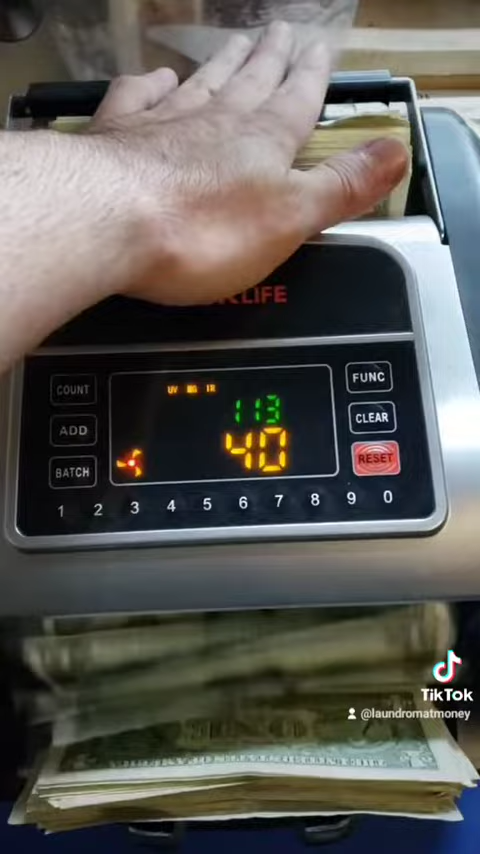 LIFE
COUNT
UV MG IR
FUNC
113
ADD
CLEAR
40
BATCH
RESET
1 2 3 4 5 6 7 8 9 0
TikTok
@laundromatmoney